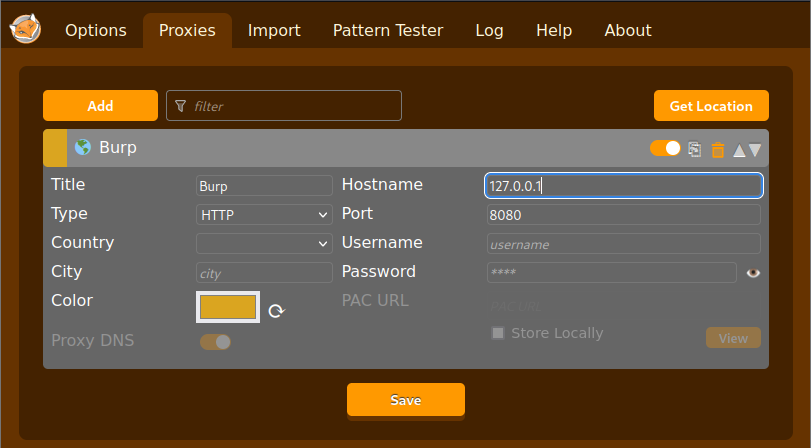 Options Proxies Import Pattern Tester Log Help About
Add filter Get Location
Burp
Title Burp Hostname 127.0.0.1
Type HTTP Port 8080
Country Username username
City city Password ****
Color PAC URL PAC URL
Proxy DNS Store Locally View
Save